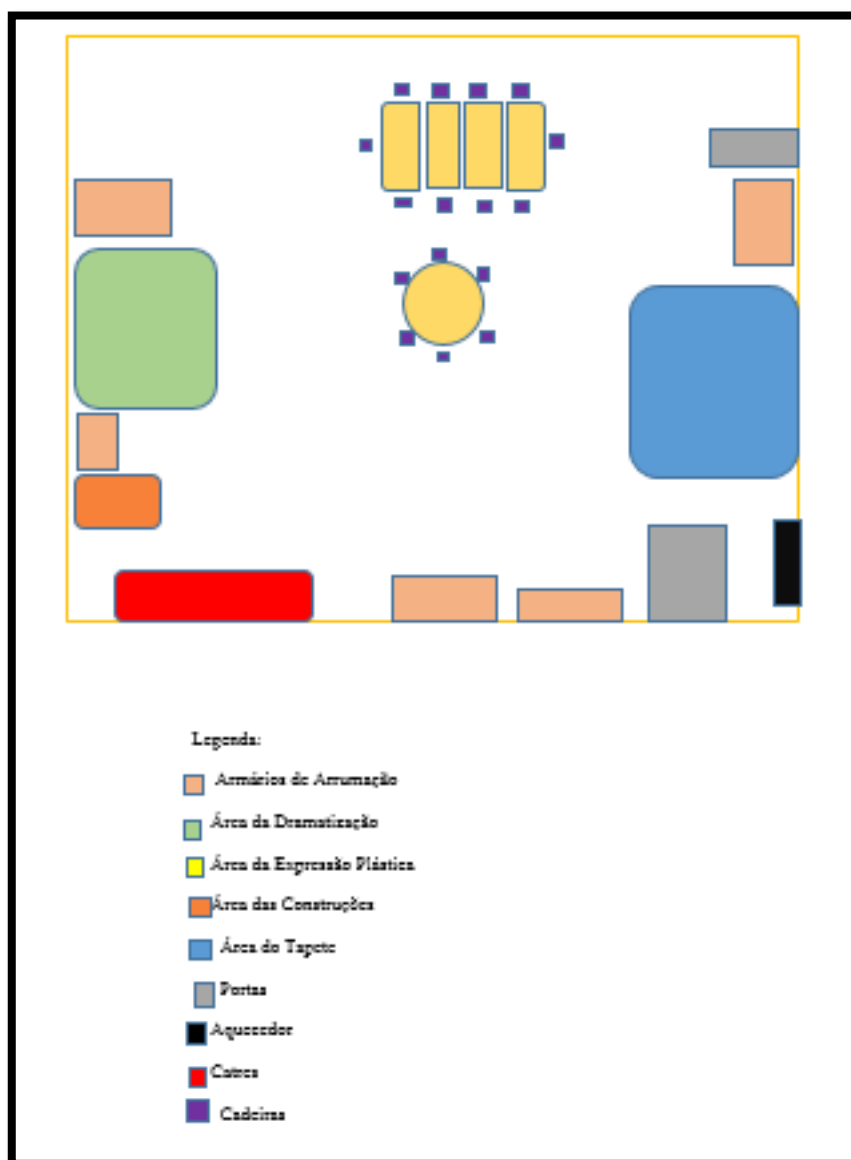 Legenda:
Armários de Arrumação
Área da Dramatização
Área da Expressão Plástica
Área das Construções
Área do Tapete
Portas
Aquecedor
Catres
Cadeiras